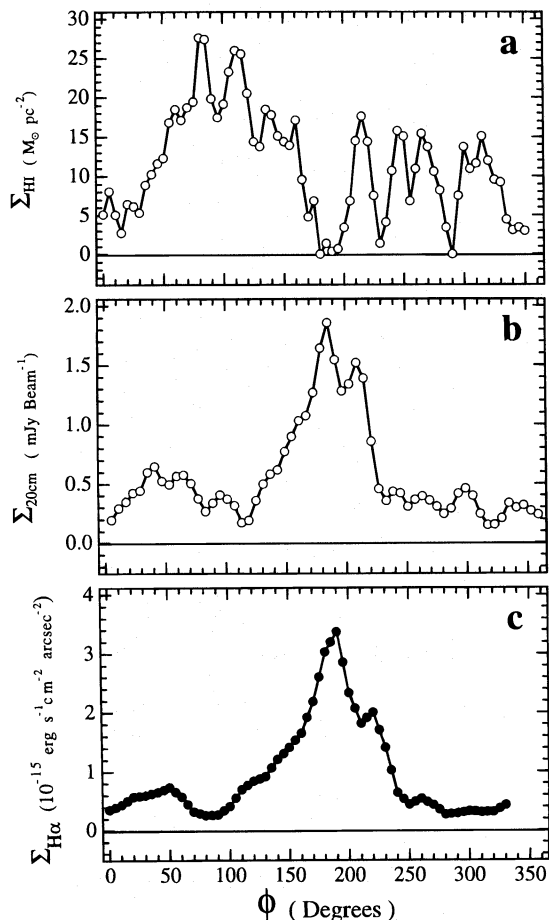 a
30
25
20
15
10
5
0
Σ_HI ( M_⊙ pc⁻² )
b
2.0
1.5
1.0
0.5
0.0
Σ_20cm ( mJy Beam⁻¹ )
c
4
3
2
1
0
Σ_Hα (10⁻¹⁵ erg s⁻¹cm⁻² arcsec⁻²)
0 50 100 150 200 250 300 350
ϕ ( Degrees )